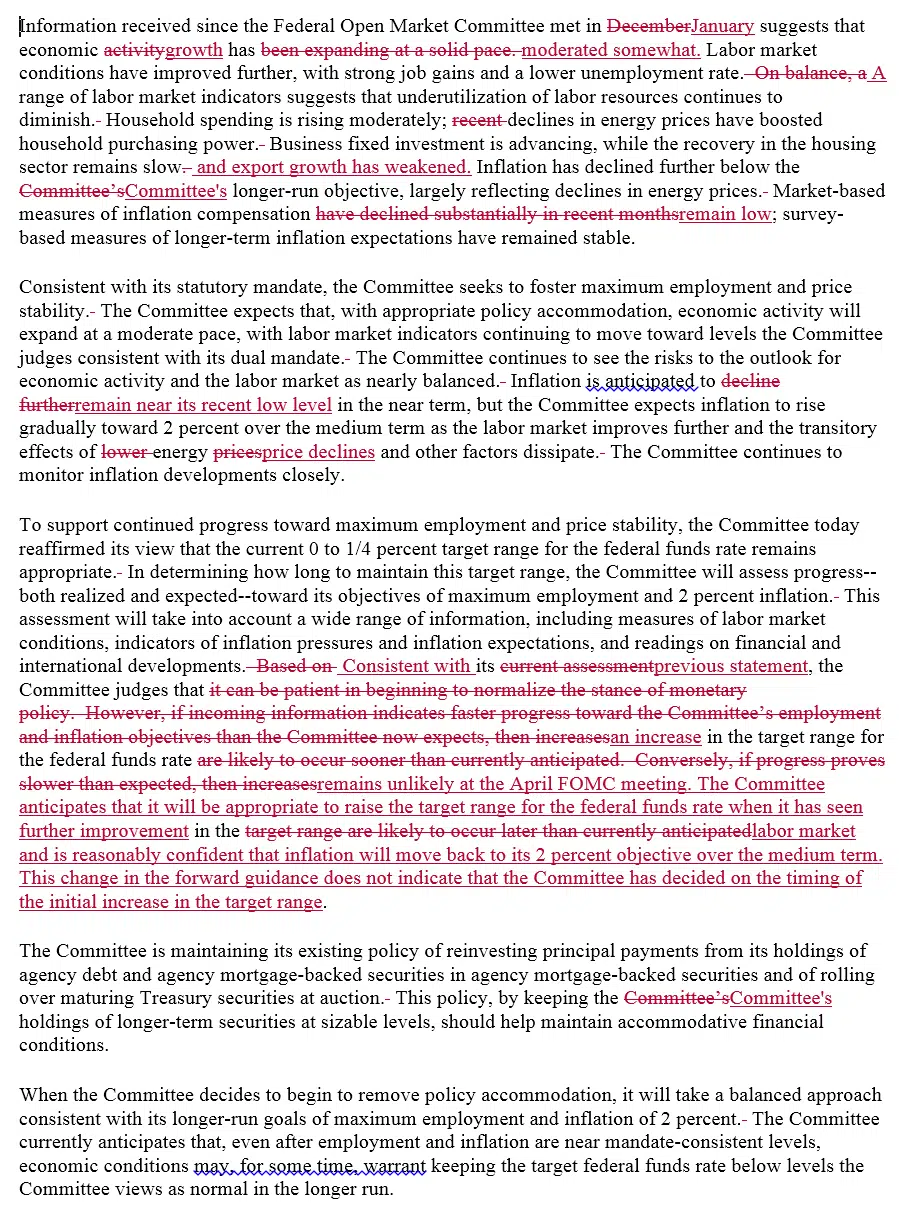 Information received since the Federal Open Market Committee met in DecemberJanuary suggests that
economic activitygrowth has been expanding at a solid pace. moderated somewhat. Labor market
conditions have improved further, with strong job gains and a lower unemployment rate. On balance, a A
range of labor market indicators suggests that underutilization of labor resources continues to
diminish. Household spending is rising moderately; recent declines in energy prices have boosted
household purchasing power. Business fixed investment is advancing, while the recovery in the housing
sector remains slow. and export growth has weakened. Inflation has declined further below the
Committee’sCommittee's longer-run objective, largely reflecting declines in energy prices. Market-based
measures of inflation compensation have declined substantially in recent monthsremain low; survey-
based measures of longer-term inflation expectations have remained stable.

Consistent with its statutory mandate, the Committee seeks to foster maximum employment and price
stability. The Committee expects that, with appropriate policy accommodation, economic activity will
expand at a moderate pace, with labor market indicators continuing to move toward levels the Committee
judges consistent with its dual mandate. The Committee continues to see the risks to the outlook for
economic activity and the labor market as nearly balanced. Inflation is anticipated to decline
furtherremain near its recent low level in the near term, but the Committee expects inflation to rise
gradually toward 2 percent over the medium term as the labor market improves further and the transitory
effects of lower energy pricesprice declines and other factors dissipate. The Committee continues to
monitor inflation developments closely.

To support continued progress toward maximum employment and price stability, the Committee today
reaffirmed its view that the current 0 to 1/4 percent target range for the federal funds rate remains
appropriate. In determining how long to maintain this target range, the Committee will assess progress--
both realized and expected--toward its objectives of maximum employment and 2 percent inflation. This
assessment will take into account a wide range of information, including measures of labor market
conditions, indicators of inflation pressures and inflation expectations, and readings on financial and
international developments. Based on Consistent with its current assessmentprevious statement, the
Committee judges that it can be patient in beginning to normalize the stance of monetary
policy. However, if incoming information indicates faster progress toward the Committee’s employment
and inflation objectives than the Committee now expects, then increasesan increase in the target range for
the federal funds rate are likely to occur sooner than currently anticipated. Conversely, if progress proves
slower than expected, then increasesremains unlikely at the April FOMC meeting. The Committee
anticipates that it will be appropriate to raise the target range for the federal funds rate when it has seen
further improvement in the target range are likely to occur later than currently anticipatedlabor market
and is reasonably confident that inflation will move back to its 2 percent objective over the medium term.
This change in the forward guidance does not indicate that the Committee has decided on the timing of
the initial increase in the target range.

The Committee is maintaining its existing policy of reinvesting principal payments from its holdings of
agency debt and agency mortgage-backed securities in agency mortgage-backed securities and of rolling
over maturing Treasury securities at auction. This policy, by keeping the Committee’sCommittee's
holdings of longer-term securities at sizable levels, should help maintain accommodative financial
conditions.

When the Committee decides to begin to remove policy accommodation, it will take a balanced approach
consistent with its longer-run goals of maximum employment and inflation of 2 percent. The Committee
currently anticipates that, even after employment and inflation are near mandate-consistent levels,
economic conditions may, for some time, warrant keeping the target federal funds rate below levels the
Committee views as normal in the longer run.